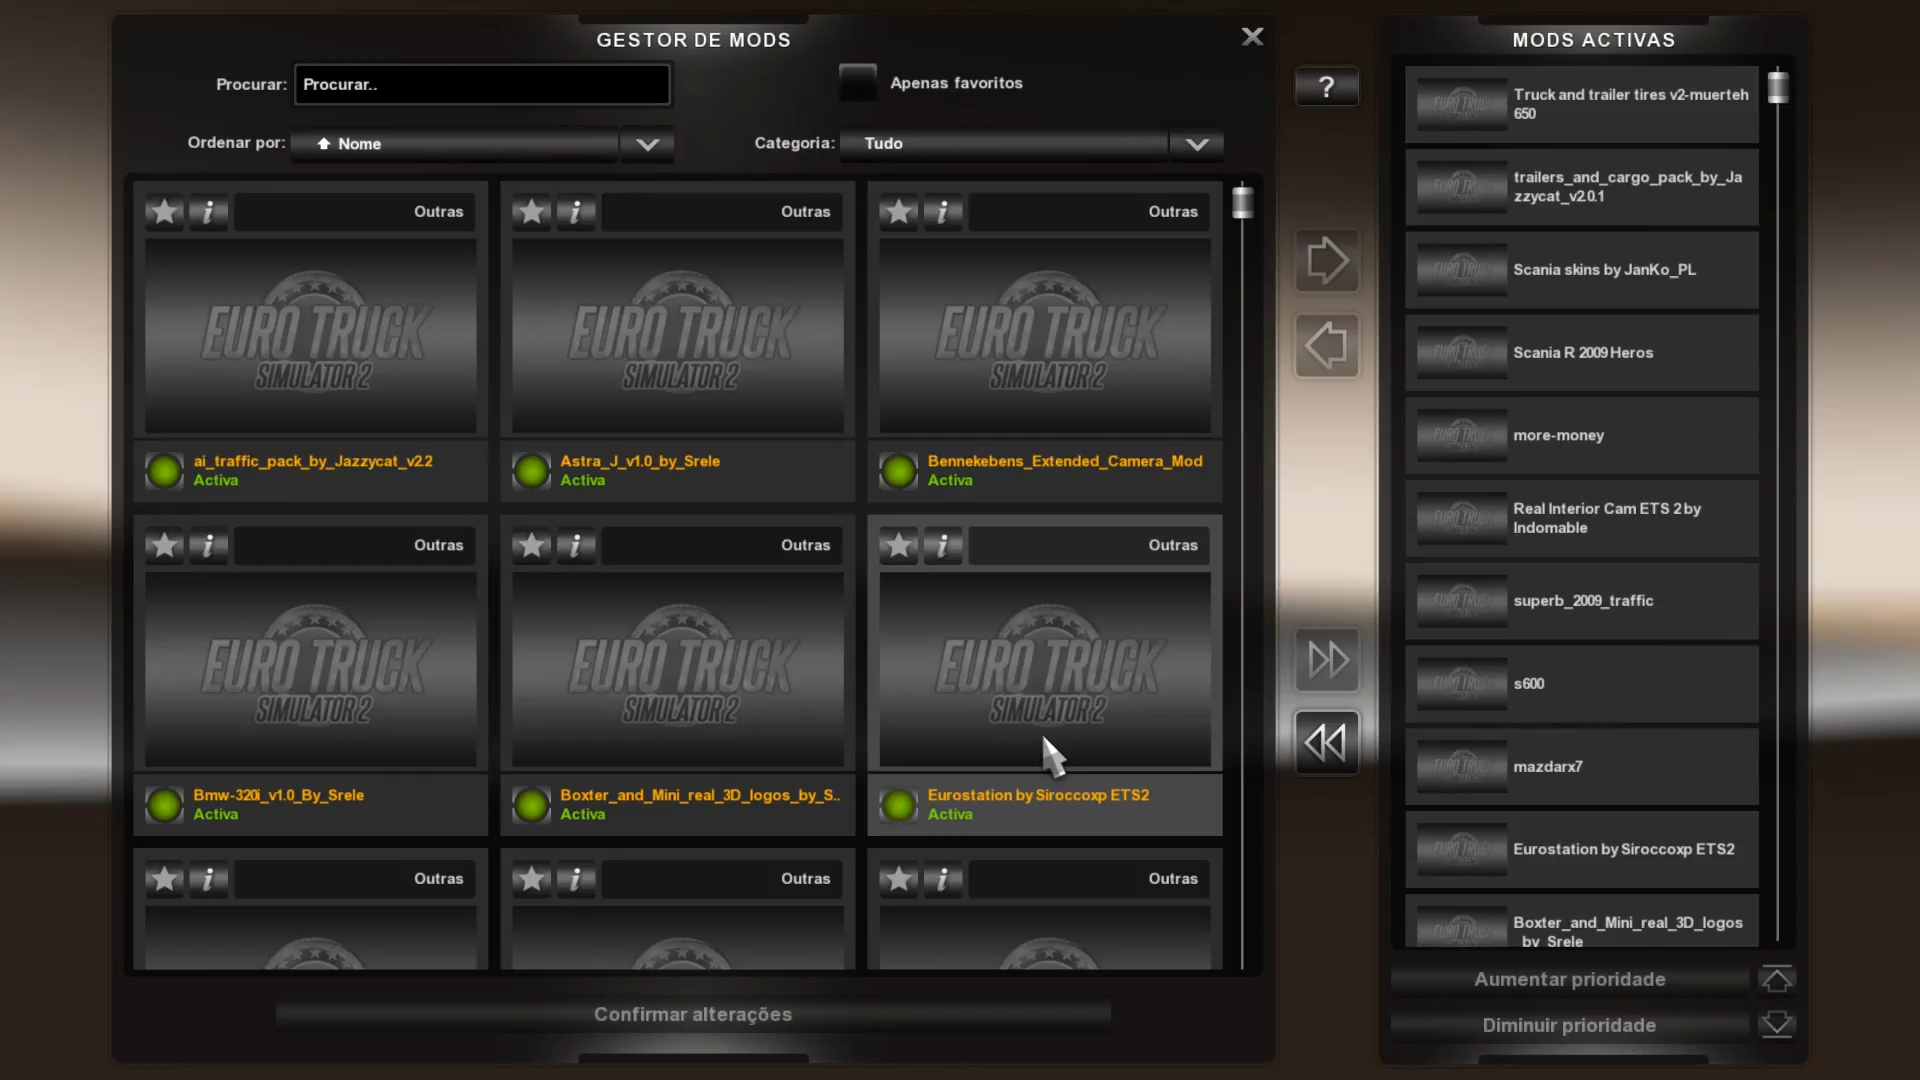 GESTOR DE MODS
Procurar:
Procurar..
Apenas favoritos
Ordenar por:
Nome
Categoria:
Tudo
Outras
Outras
Outras
EURO TRUCK
SIMULATOR 2
EURO TRUCK
SIMULATOR 2
EURO TRUCK
SIMULATOR 2
ai_traffic_pack_by_Jazzycat_v2.2
Activa
Astra_J_v1.0_by_Srele
Activa
Bennekebens_Extended_Camera_Mod
Activa
Outras
Outras
Outras
EURO TRUCK
SIMULATOR 2
EURO TRUCK
SIMULATOR 2
EURO TRUCK
SIMULATOR 2
Bmw-320i_v1.0_By_Srele
Activa
Boxter_and_Mini_real_3D_logos_by_S..
Activa
Eurostation by Siroccoxp ETS2
Activa
Outras
Outras
Outras
Confirmar alterações
?
MODS ACTIVAS
Truck and trailer tires v2-muerteh
650
trailers_and_cargo_pack_by_Ja
zzycat_v2.0.1
Scania skins by JanKo_PL
Scania R 2009 Heros
more-money
Real Interior Cam ETS 2 by
Indomable
superb_2009_traffic
s600
mazdarx7
Eurostation by Siroccoxp ETS2
Boxter_and_Mini_real_3D_logos
_by_Srele
Aumentar prioridade
Diminuir prioridade